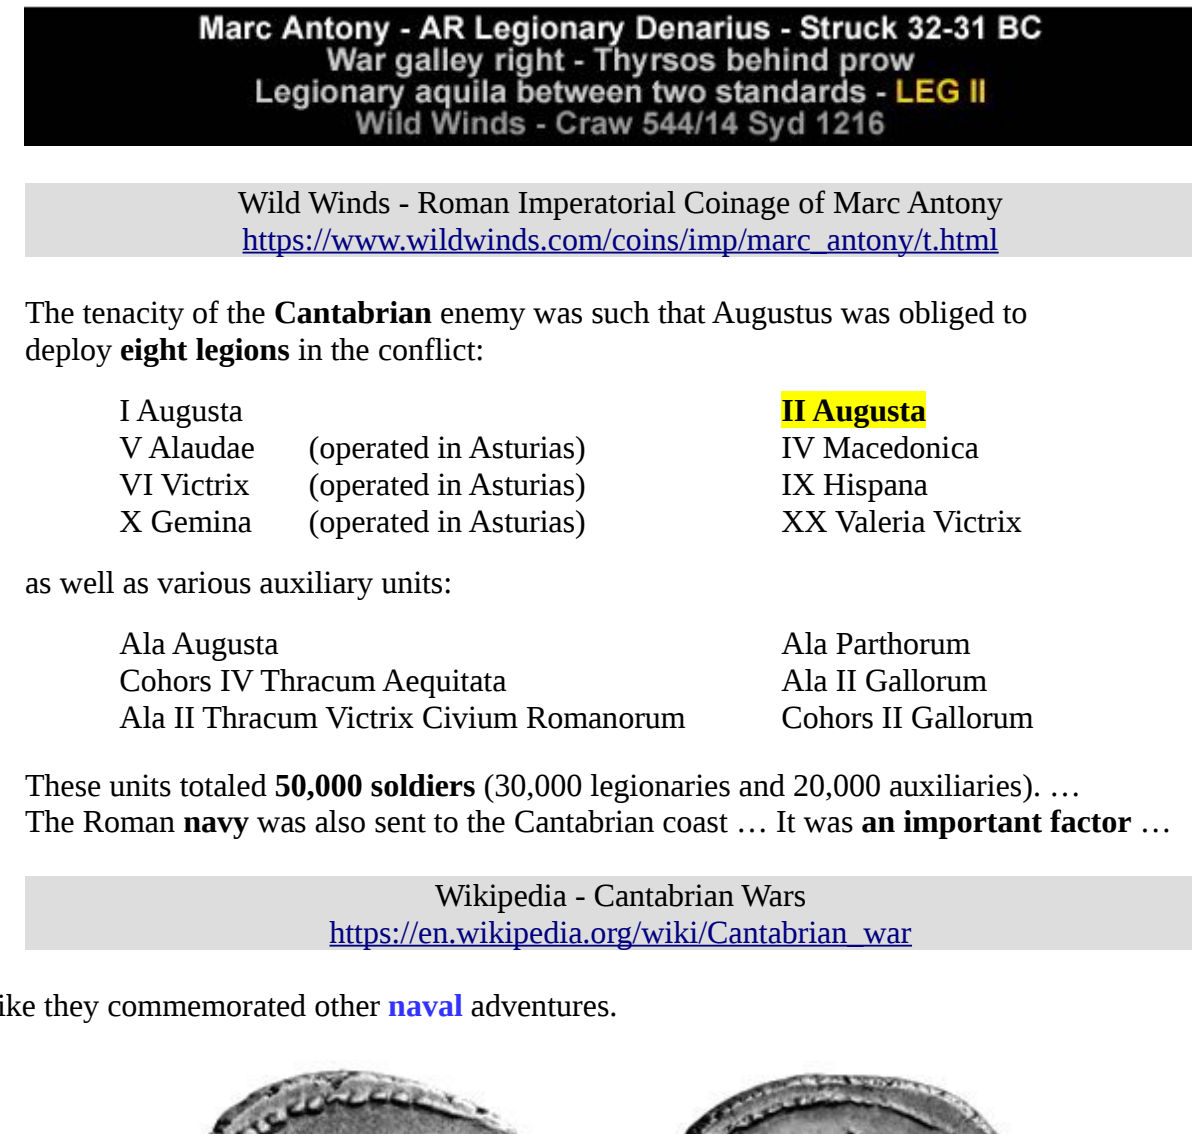 Marc Antony - AR Legionary Denarius - Struck 32-31 BC
War galley right - Thyrsos behind prow
Legionary aquila between two standards - LEG II
Wild Winds - Craw 544/14 Syd 1216
Wild Winds - Roman Imperatorial Coinage of Marc Antony
https://www.wildwinds.com/coins/imp/marc_antony/t.html
The tenacity of the Cantabrian enemy was such that Augustus was obliged to
deploy eight legions in the conflict:
I Augusta II Augusta
V Alaudae (operated in Asturias) IV Macedonica
VI Victrix (operated in Asturias) IX Hispana
X Gemina (operated in Asturias) XX Valeria Victrix
as well as various auxiliary units:
Ala Augusta Ala Parthorum
Cohors IV Thracum Aequitata Ala II Gallorum
Ala II Thracum Victrix Civium Romanorum Cohors II Gallorum
These units totaled 50,000 soldiers (30,000 legionaries and 20,000 auxiliaries). …
The Roman navy was also sent to the Cantabrian coast … It was an important factor …
Wikipedia - Cantabrian Wars
https://en.wikipedia.org/wiki/Cantabrian_war
ike they commemorated other naval adventures.